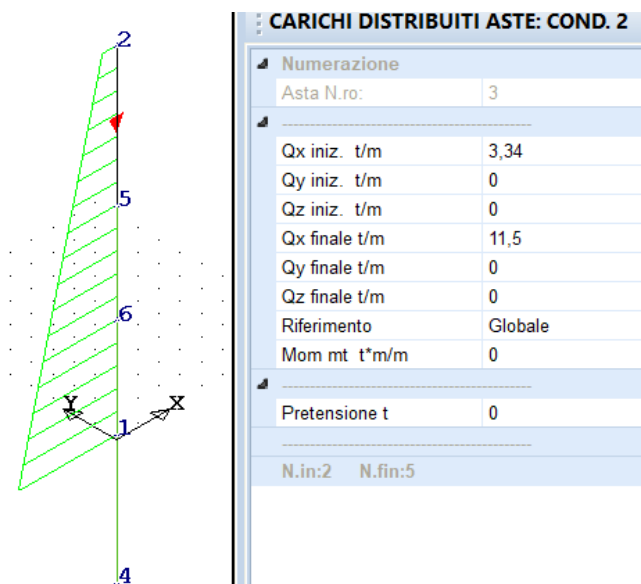 2
5
6
Y
X
1
4
CARICHI DISTRIBUITI ASTE: COND. 2
Numerazione
Asta N.ro: 3
Qx iniz. t/m 3,34
Qy iniz. t/m 0
Qz iniz. t/m 0
Qx finale t/m 11,5
Qy finale t/m 0
Qz finale t/m 0
Riferimento Globale
Mom mt t*m/m 0
Pretensione t 0
N.in:2 N.fin:5